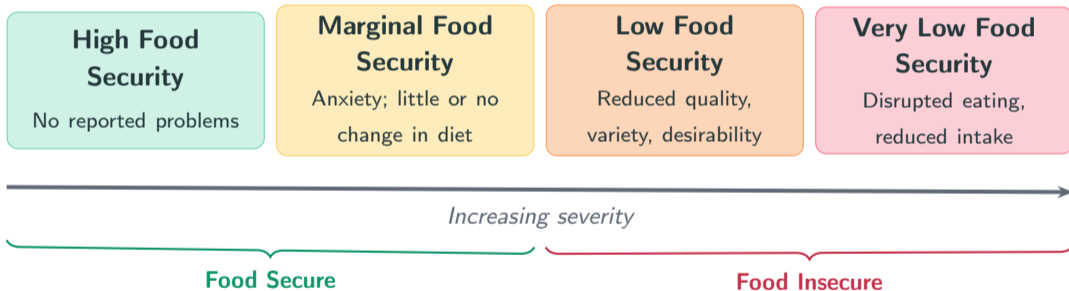 High Food
Security
No reported problems
Marginal Food
Security
Anxiety; little or no
change in diet
Low Food
Security
Reduced quality,
variety, desirability
Very Low Food
Security
Disrupted eating,
reduced intake
Increasing severity
Food Secure
Food Insecure